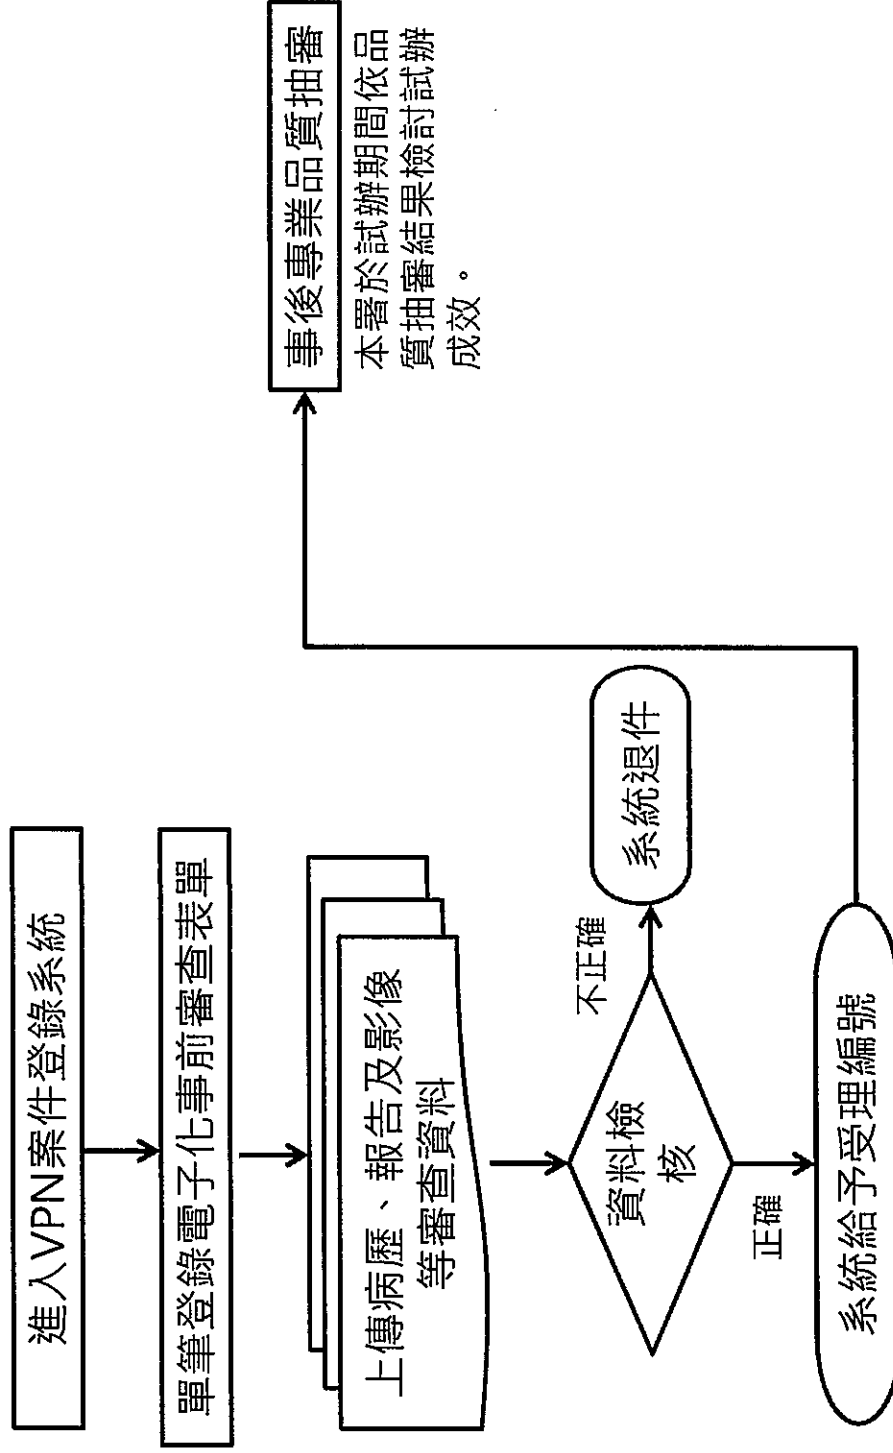 進入VPN案件登錄系統
單筆登錄電子化事前審查表單
上傳病歷、報告及影像
等審查資料
資料檢
核
不正確
系統退件
正確
系統給予受理編號
事後專業品質抽審
本署於試辦期間依品
質抽審結果檢討試辦
成效。